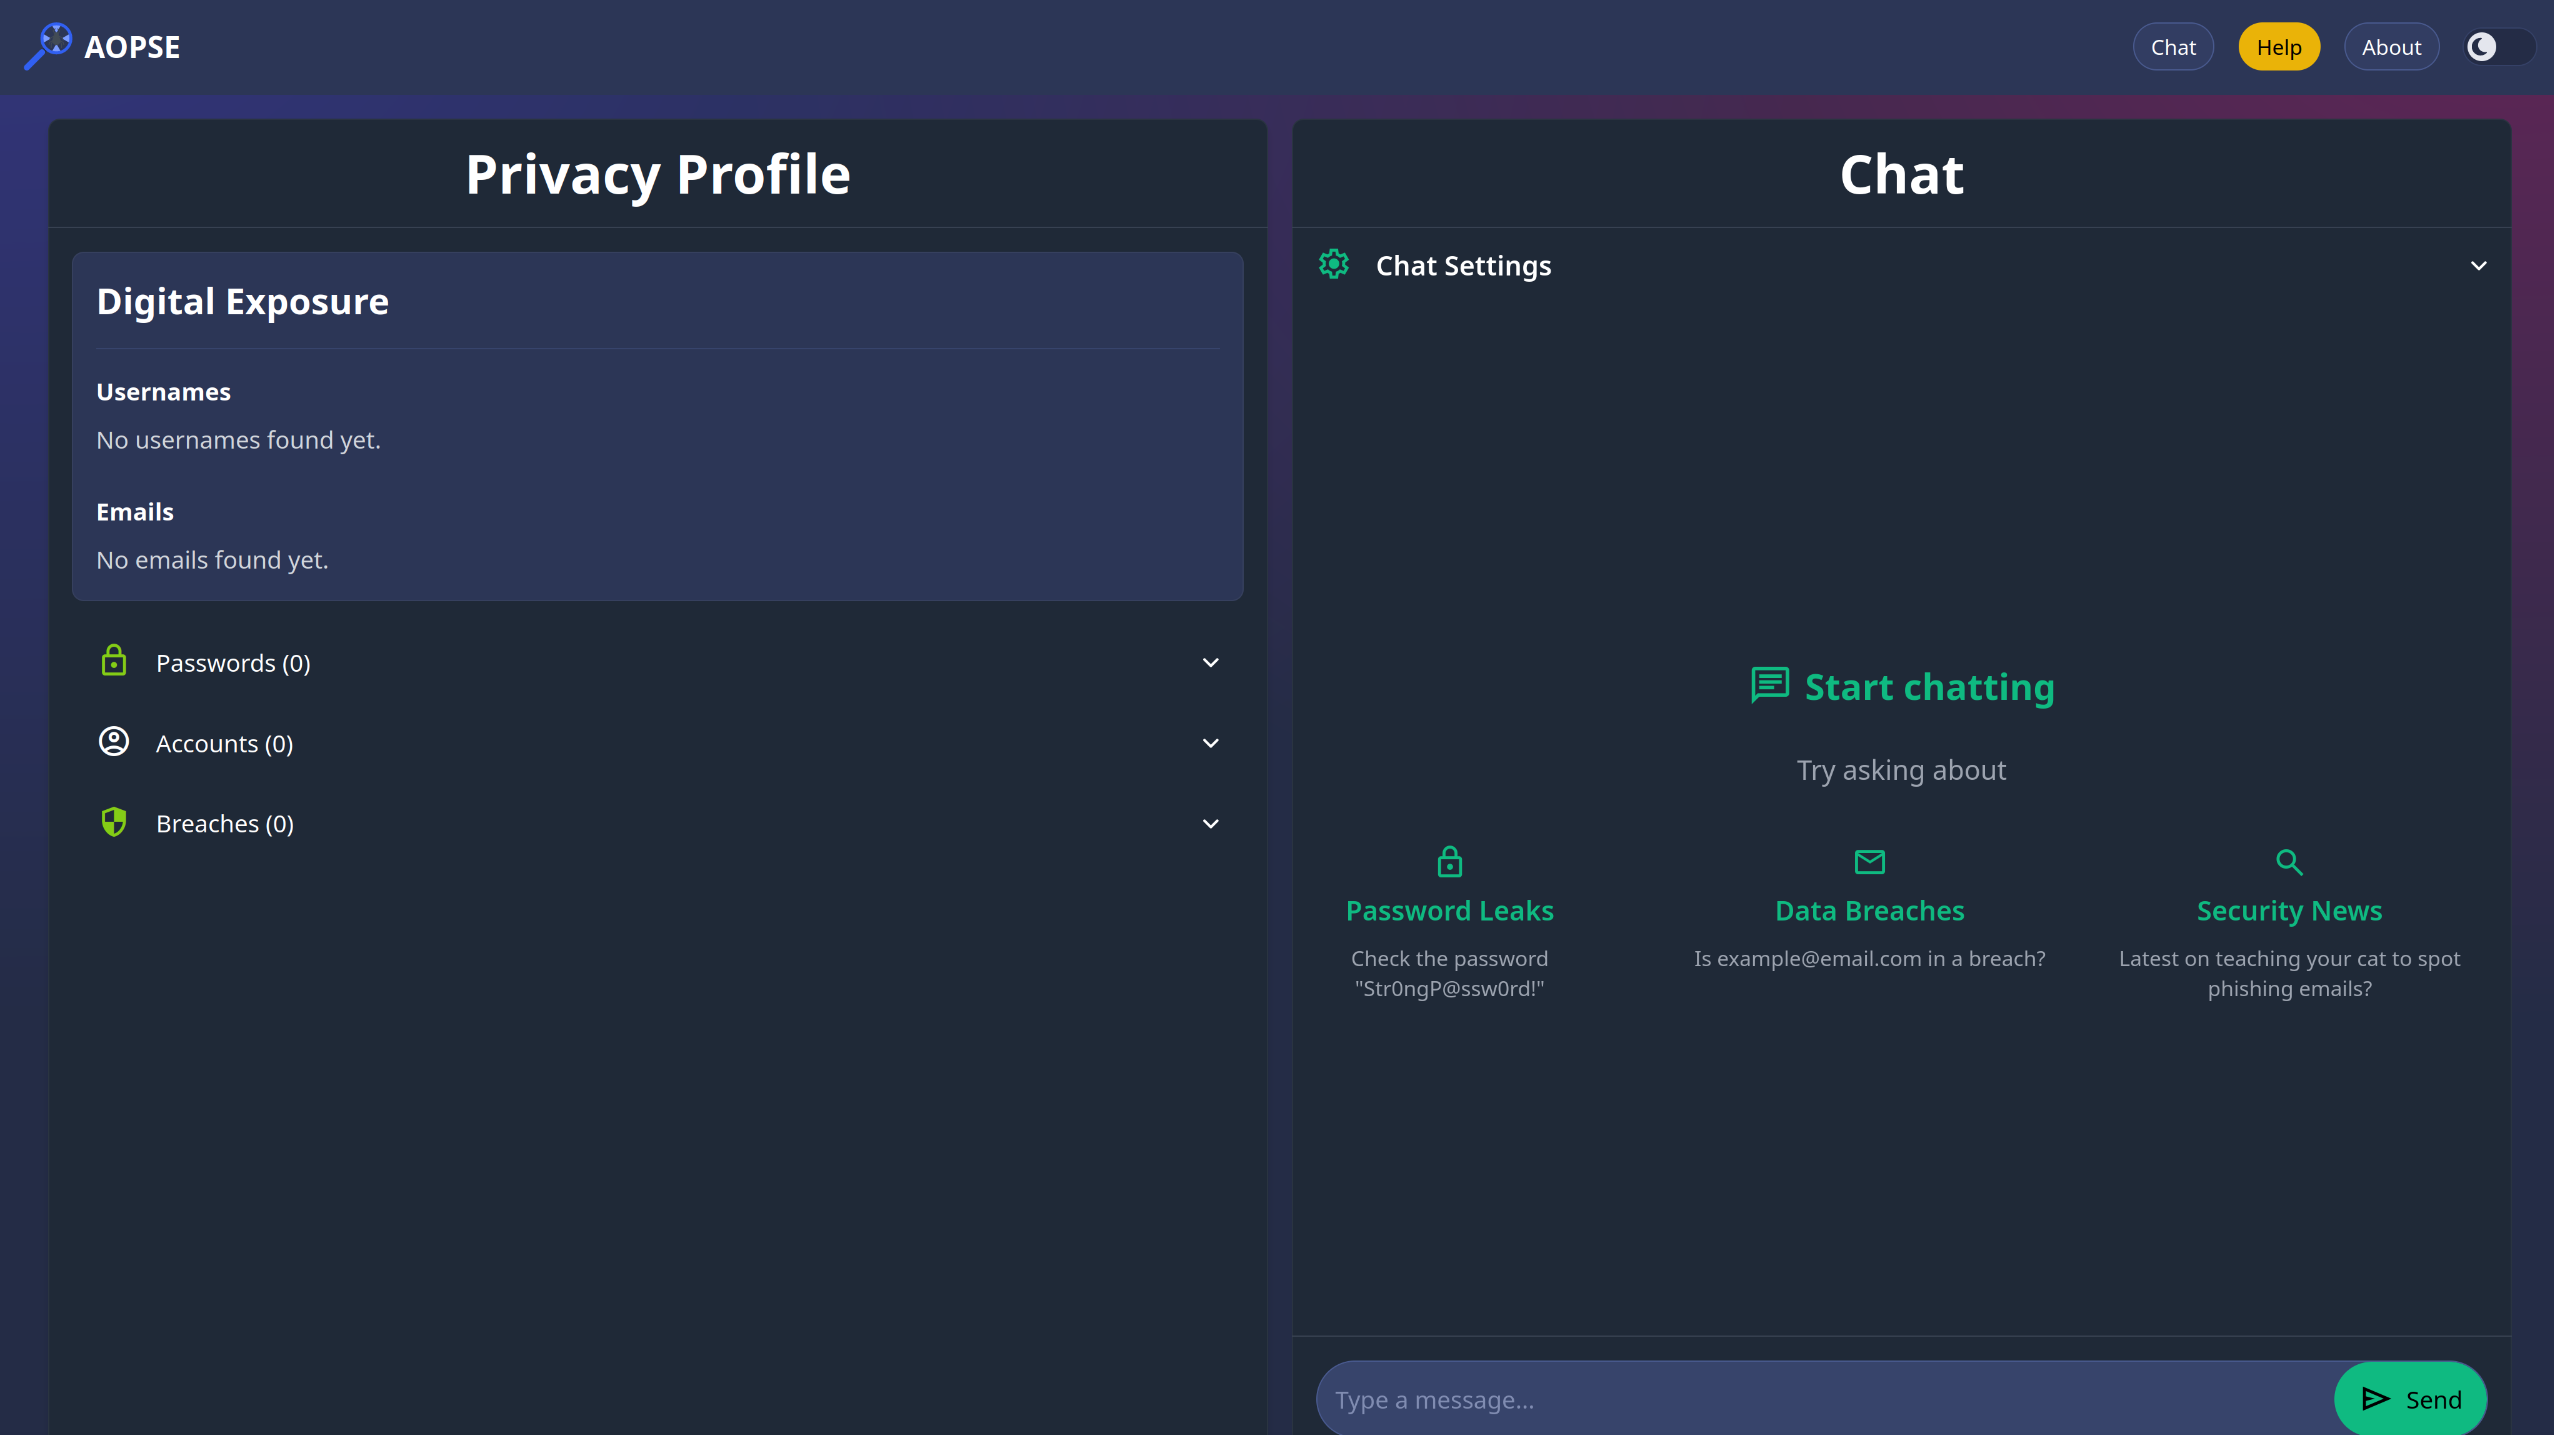 AOPSE
Chat
Help
About
Privacy Profile
Digital Exposure
Usernames
No usernames found yet.
Emails
No emails found yet.
Passwords (0)
Accounts (0)
Breaches (0)
Chat
Chat Settings
Start chatting
Try asking about
Password Leaks
Check the password
"Str0ngP@ssw0rd!"
Data Breaches
Is example@email.com in a breach?
Security News
Latest on teaching your cat to spot
phishing emails?
Type a message...
Send